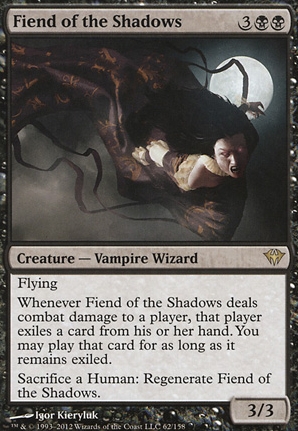 Fiend of the Shadows 3
Creature — Vampire Wizard
Flying
Whenever Fiend of the Shadows deals
combat damage to a player, that player
exiles a card from his or her hand. You
may play that card for as long as it
remains exiled.
Sacrifice a Human: Regenerate Fiend of
the Shadows.
3/3
Igor Kieryluk
™ & © 1993–2012 Wizards of the Coast LLC 62/158